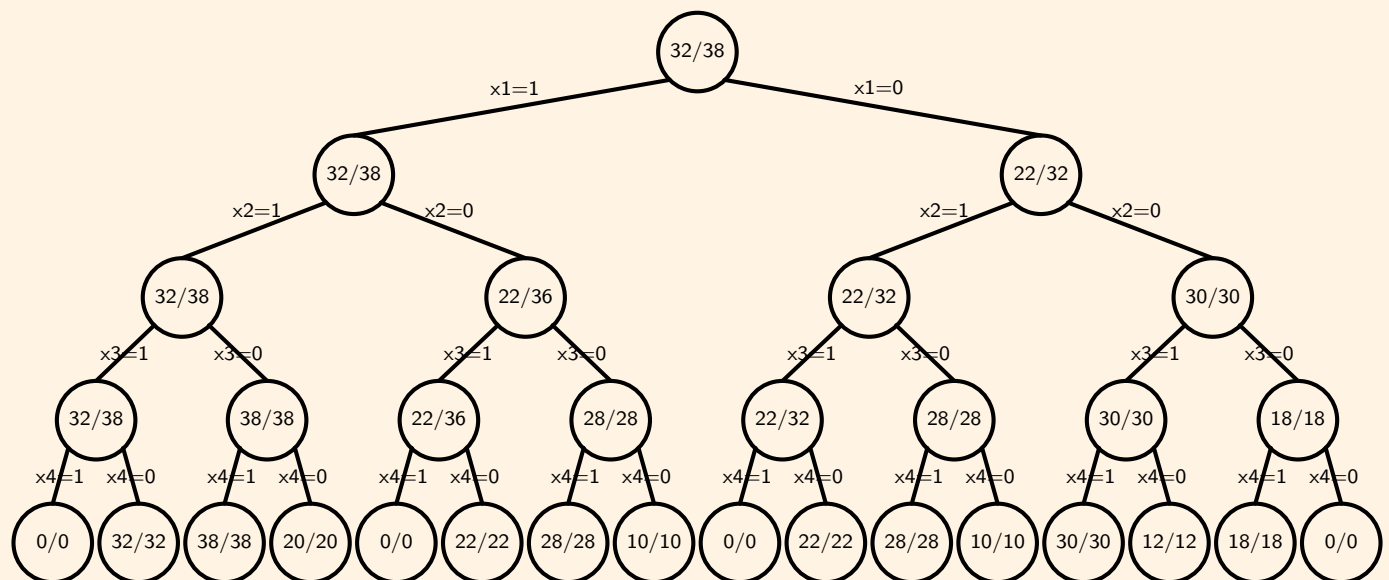 32/38
x1=1 x1=0
32/38 22/32
x2=1 x2=0 x2=1 x2=0
32/38 22/36 22/32 30/30
x3=1 x3=0 x3=1 x3=0 x3=1 x3=0 x3=1 x3=0
32/38 38/38 22/36 28/28 22/32 28/28 30/30 18/18
x4=1 x4=0 x4=1 x4=0 x4=1 x4=0 x4=1 x4=0 x4=1 x4=0 x4=1 x4=0 x4=1 x4=0 x4=1 x4=0
0/0 32/32 38/38 20/20 0/0 22/22 28/28 10/10 0/0 22/22 28/28 10/10 30/30 12/12 18/18 0/0